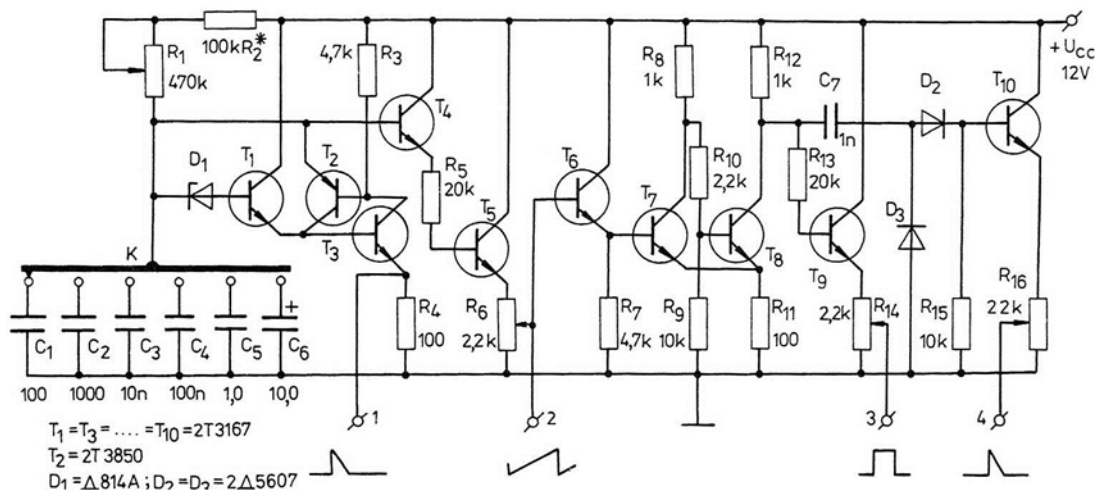 R1
470k
100kR2*
4,7k
R3
T4
R5
20k
D1
T1
T2
T3
T5
T6
T7
R8
1k
R10
2,2k
R12
1k
C7
1n
D2
T10
+UCC
12V
R13
20k
T8
T9
D3
K
C1
C2
C3
C4
C5
C6
+
R4
100
R6
2,2k
R7
4,7k
R9
10k
R11
100
2,2k
R14
R15
10k
R16
22k
100
1000
10n
100n
1,0
10,0
1
2
3
4
T1=T3=....=T10=2T3167
T2=2T3850
D1=Δ814A;D2=D3=2Δ5607